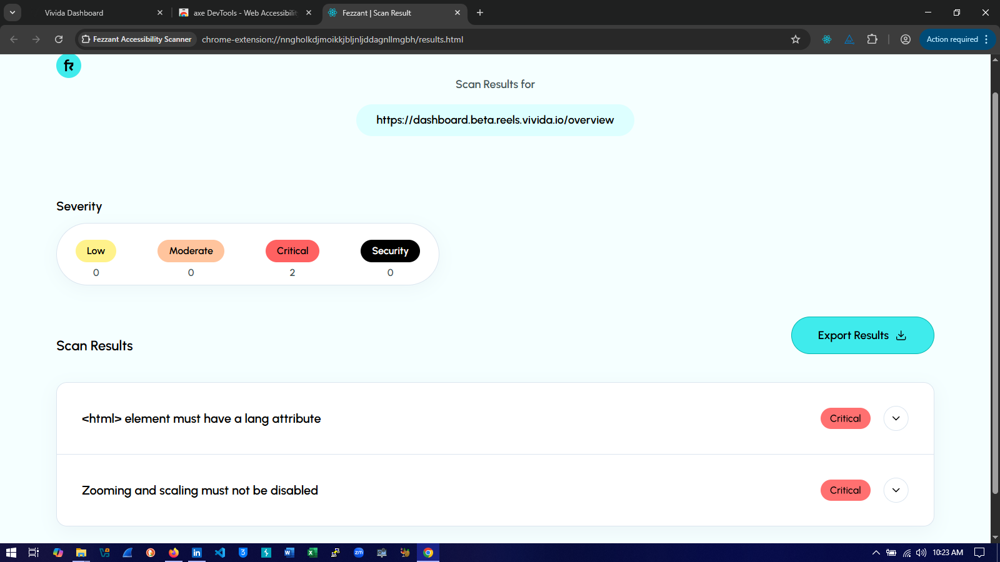 Vivida Dashboard
axe DevTools - Web Accessibilit
Fezzant | Scan Result
Fezzant Accessibility Scanner
chrome-extension://nngholkdjmoikkjbljnljddagnllmgbh/results.html
Action required
fz
Scan Results for
https://dashboard.beta.reels.vivida.io/overview
Severity
Low
Moderate
Critical
Security
0
0
2
0
Export Results
Scan Results
<html> element must have a lang attribute
Critical
Zooming and scaling must not be disabled
Critical
in
3
W
X
zm
10:23 AM